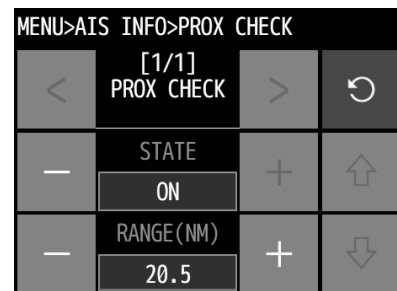 MENU>AIS INFO>PROX CHECK
[1/1]
PROX CHECK
STATE
ON
RANGE(NM)
20.5